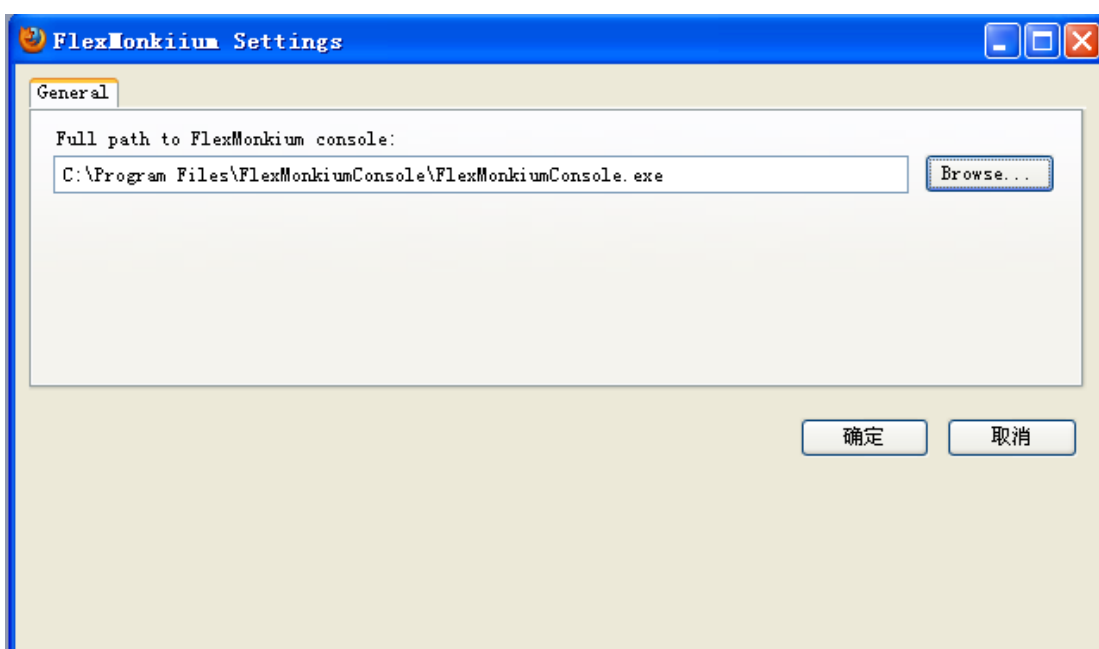 FlexMonkiium Settings
General
Full path to FlexMonkium console:
C:\Program Files\FlexMonkiumConsole\FlexMonkiumConsole.exe
Browse...
确定
取消